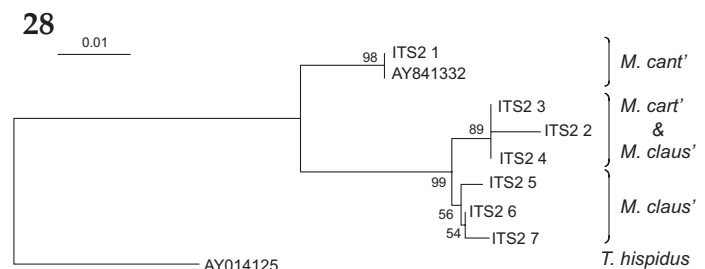 28
0.01
98
ITS2 1
AY841332
M. cant’
ITS2 3
89
ITS2 2
ITS2 4
M. cart’
&
M. claus’
99
ITS2 5
56
ITS2 6
54
ITS2 7
M. claus’
AY014125
T. hispidus